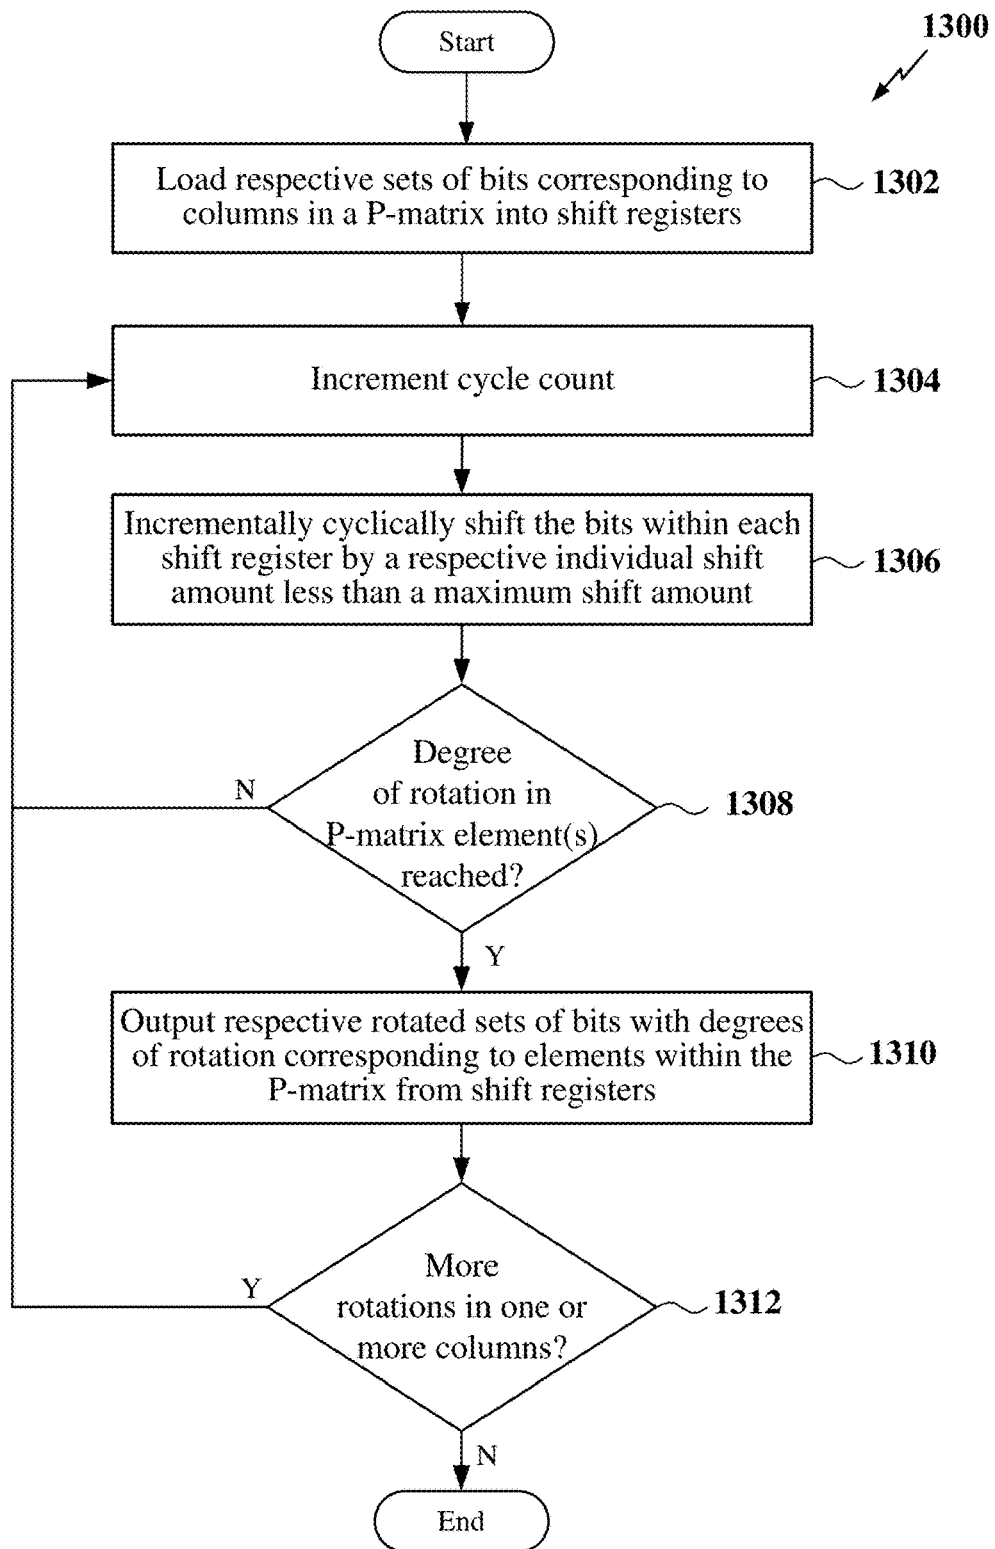 Start
1300
Load respective sets of bits corresponding to
columns in a P-matrix into shift registers
1302
Increment cycle count
1304
Incrementally cyclically shift the bits within each
shift register by a respective individual shift
amount less than a maximum shift amount
1306
Degree
of rotation in
P-matrix element(s)
reached?
N
1308
Y
Output respective rotated sets of bits with degrees
of rotation corresponding to elements within the
P-matrix from shift registers
1310
More
rotations in one or
more columns?
Y
1312
N
End